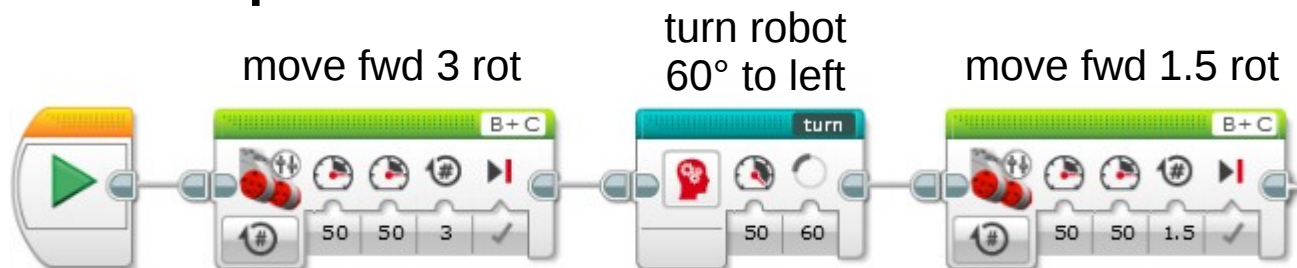 move fwd 3 rot
turn robot
60° to left
move fwd 1.5 rot
B+C
#
50 50 3
#
turn
50 60
B+C
#
50 50 1.5
#